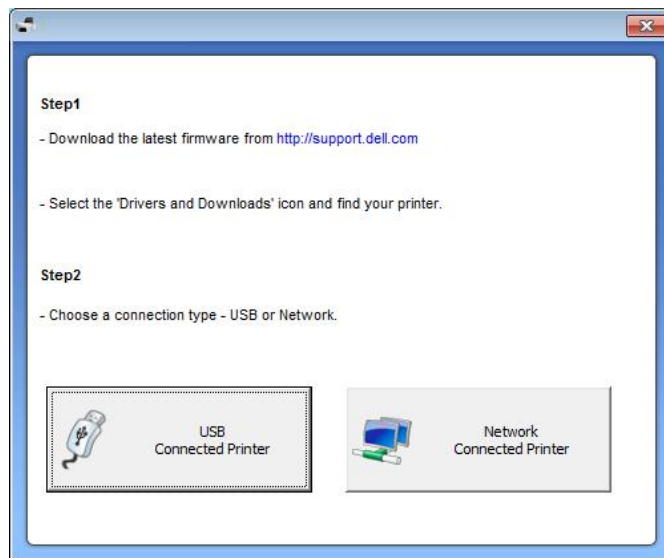 Step1
- Download the latest firmware from http://support.dell.com
- Select the 'Drivers and Downloads' icon and find your printer.
Step2
- Choose a connection type - USB or Network.
USB
Connected Printer
Network
Connected Printer